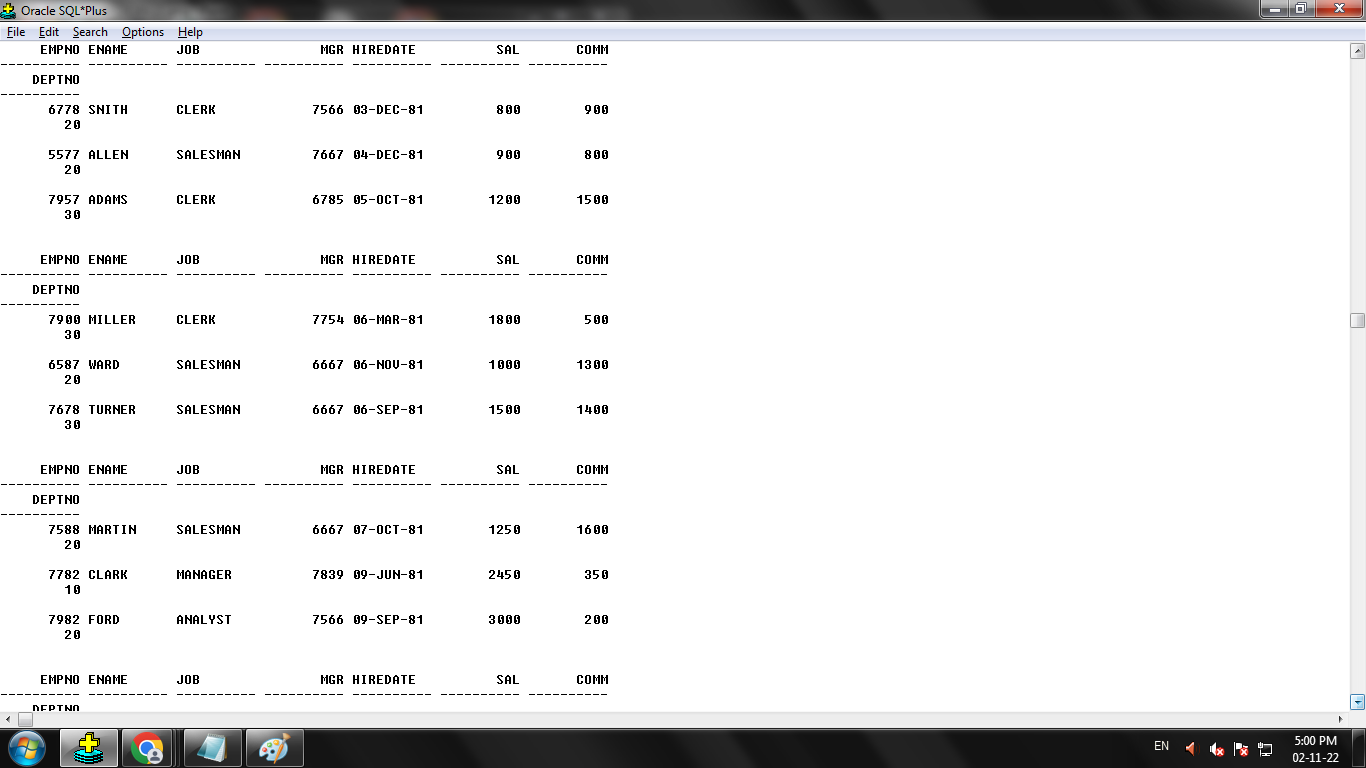 Oracle SQL*Plus
File Edit Search Options Help
EMPNO ENAME JOB MGR HIREDATE SAL COMM
---------- ---------- ---------- ---------- ---------- ---------- ----------
DEPTNO
----------
6778 SNITH CLERK 7566 03-DEC-81 800 900
20
5577 ALLEN SALESMAN 7667 04-DEC-81 900 800
20
7957 ADAMS CLERK 6785 05-OCT-81 1200 1500
30
EMPNO ENAME JOB MGR HIREDATE SAL COMM
---------- ---------- ---------- ---------- ---------- ---------- ----------
DEPTNO
----------
7900 MILLER CLERK 7754 06-MAR-81 1800 500
30
6587 WARD SALESMAN 6667 06-NOV-81 1000 1300
20
7678 TURNER SALESMAN 6667 06-SEP-81 1500 1400
30
EMPNO ENAME JOB MGR HIREDATE SAL COMM
---------- ---------- ---------- ---------- ---------- ---------- ----------
DEPTNO
----------
7588 MARTIN SALESMAN 6667 07-OCT-81 1250 1600
20
7782 CLARK MANAGER 7839 09-JUN-81 2450 350
10
7982 FORD ANALYST 7566 09-SEP-81 3000 200
20
EMPNO ENAME JOB MGR HIREDATE SAL COMM
---------- ---------- ---------- ---------- ---------- ---------- ----------
DEPTNO
EN
5:00 PM
02-11-22